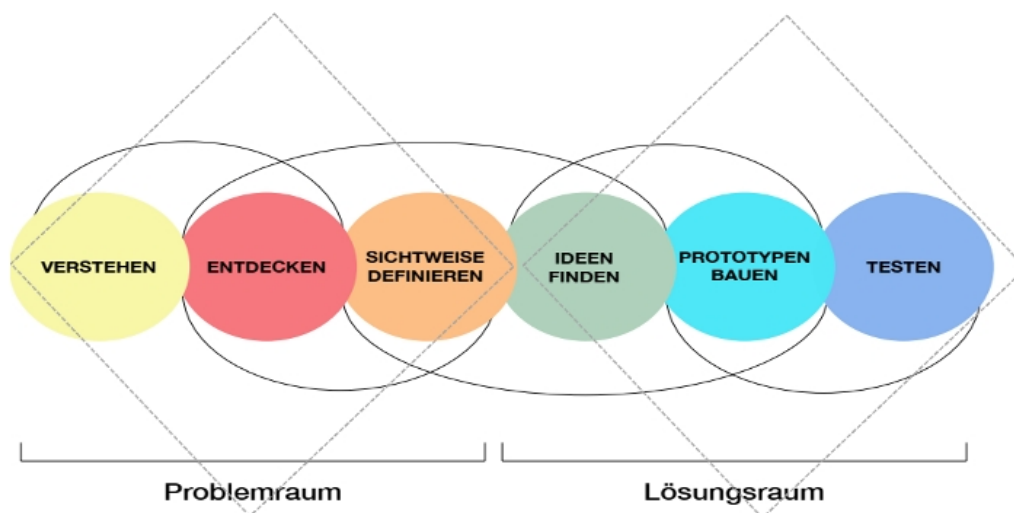 VERSTEHEN
ENTDECKEN
SICHTWEISE
DEFINIEREN
IDEEN
FINDEN
PROTOTYPEN
BAUEN
TESTEN
Problemraum
Lösungsraum